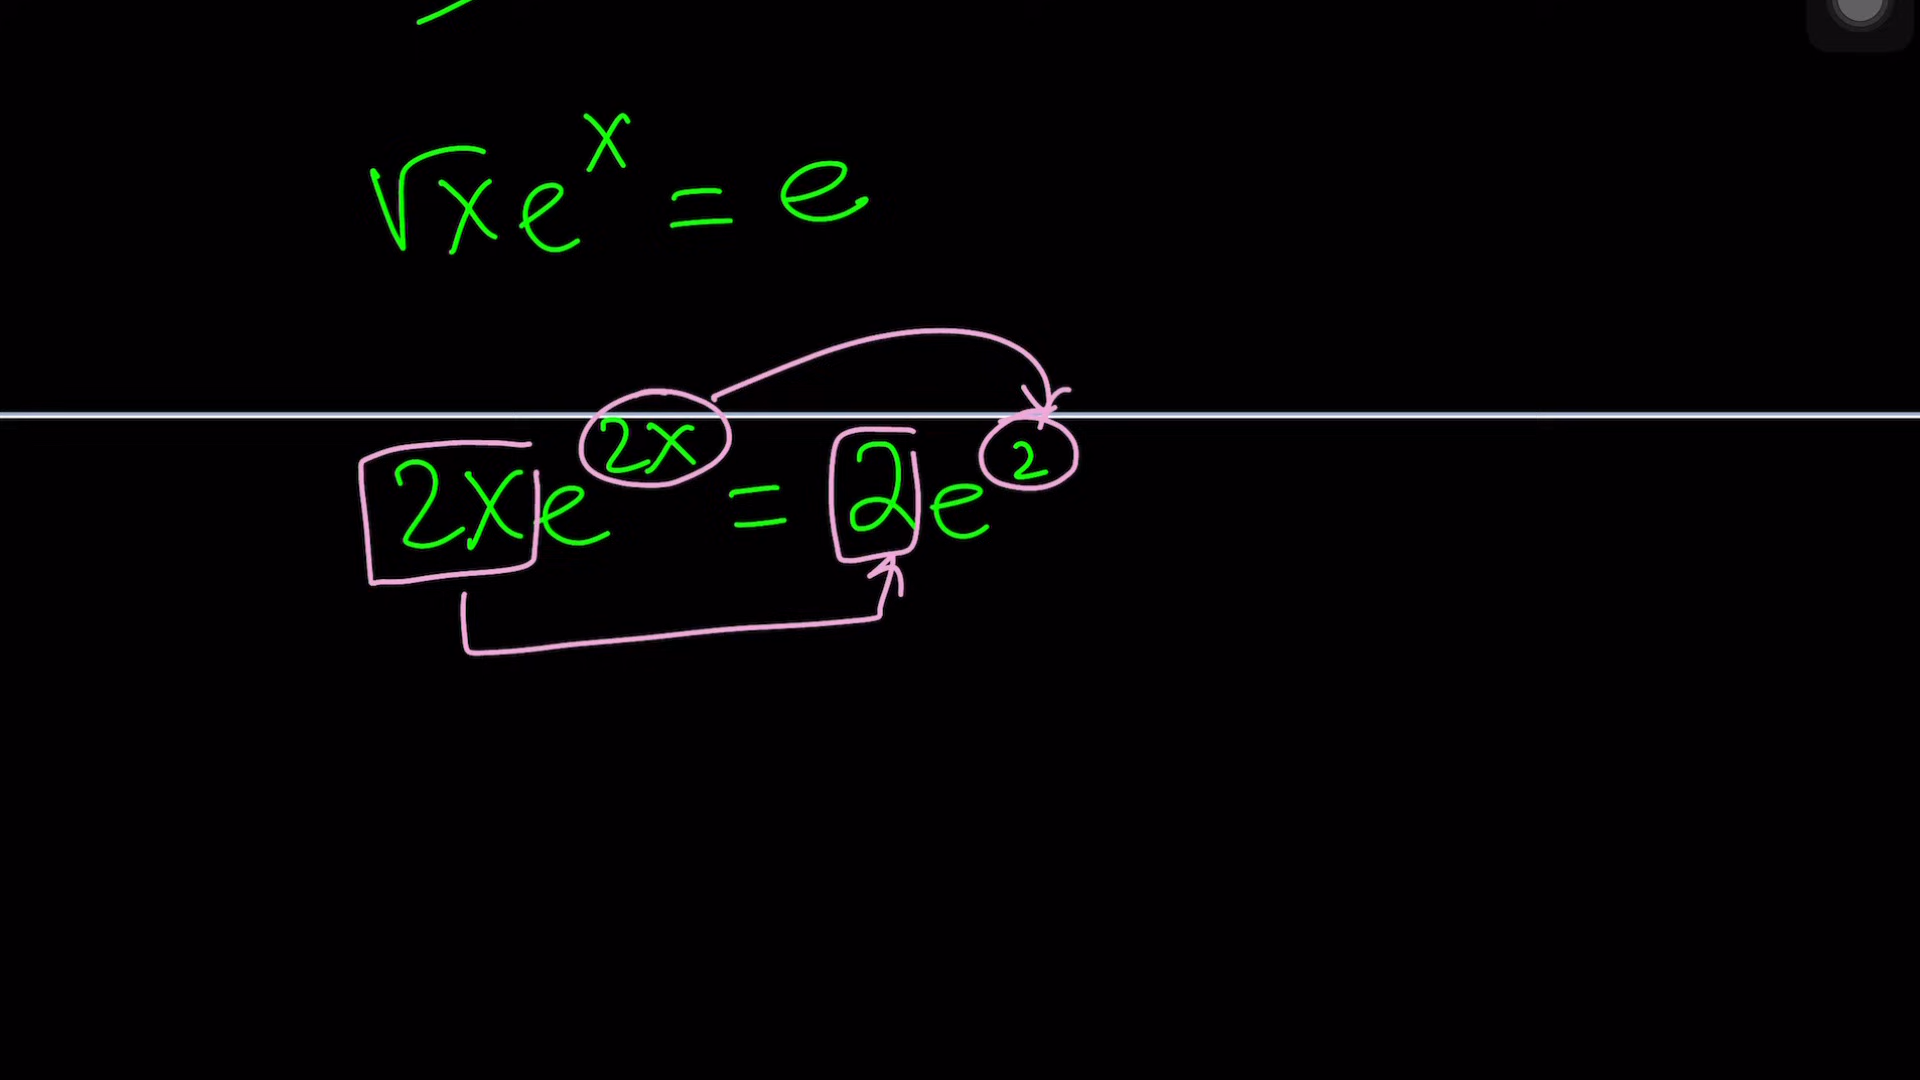 √x e^x = e
2x e^2x = 2 e^2